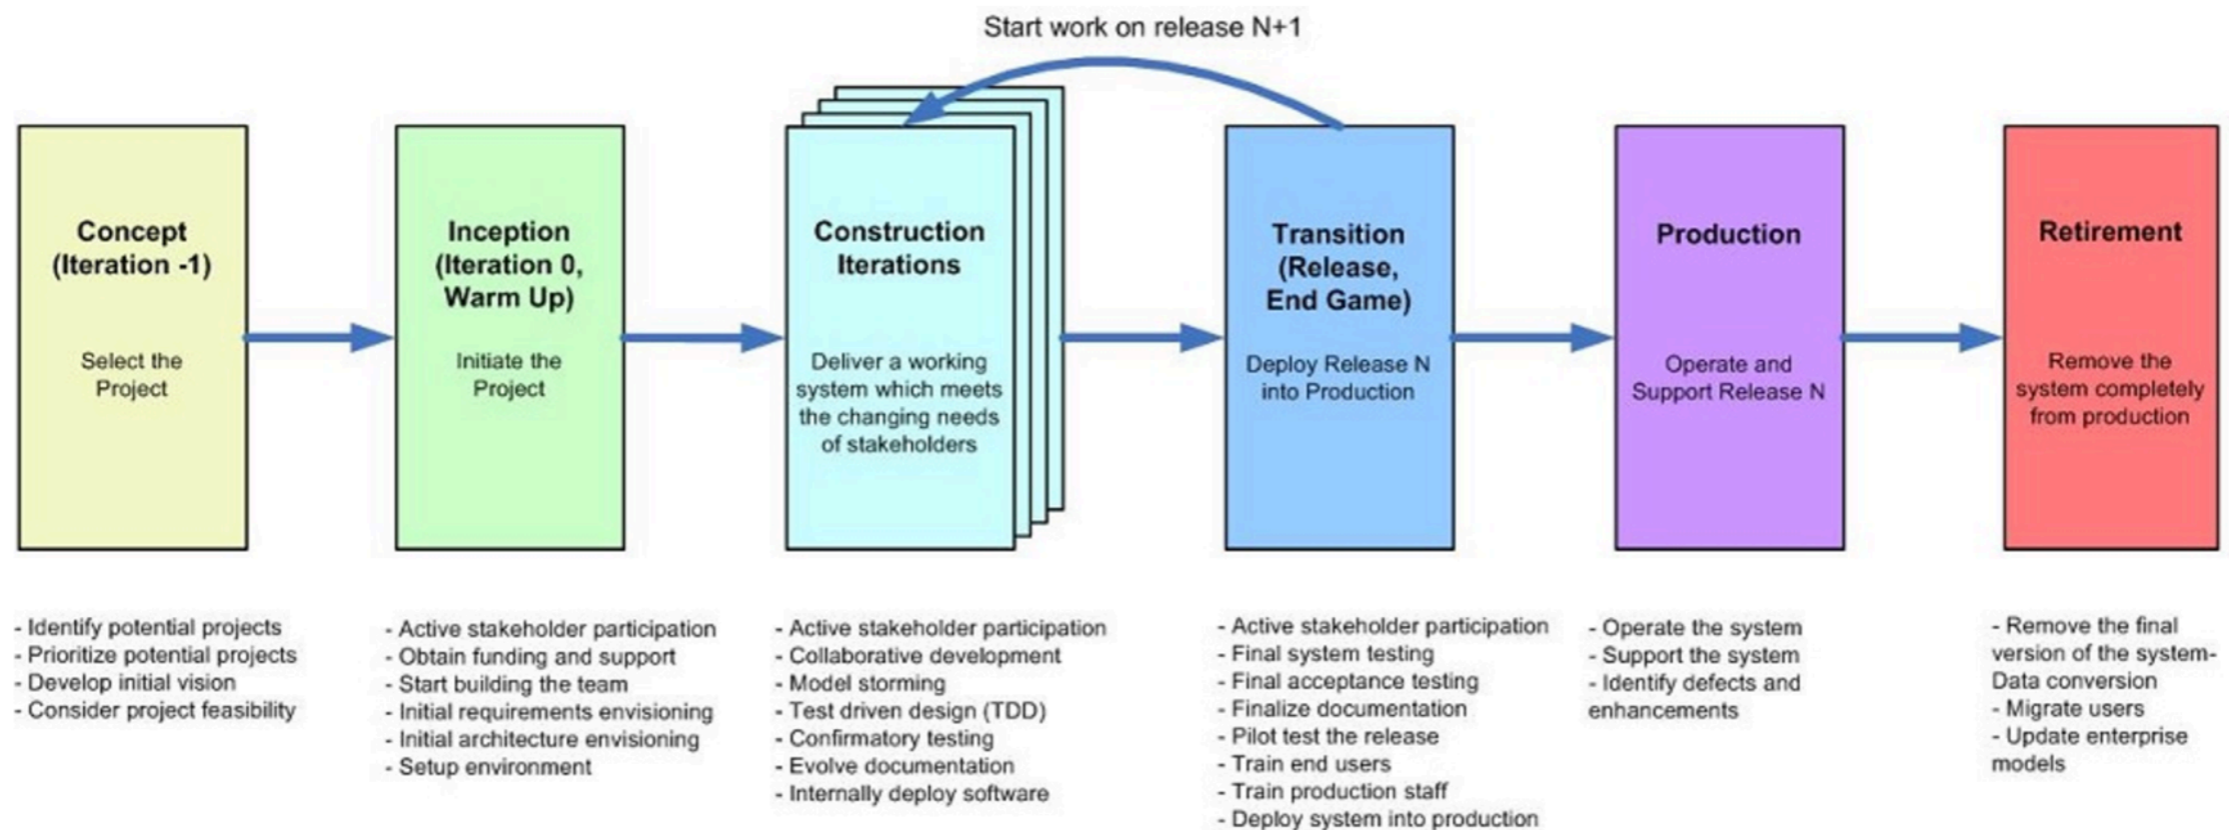 Start work on release N+1
Concept
(Iteration -1)
Select the
Project
Inception
(Iteration 0,
Warm Up)
Initiate the
Project
Construction
Iterations
Deliver a working
system which meets
the changing needs
of stakeholders
Transition
(Release,
End Game)
Deploy Release N
into Production
Production
Operate and
Support Release N
Retirement
Remove the
system completely
from production
- Identify potential projects
- Prioritize potential projects
- Develop initial vision
- Consider project feasibility
- Active stakeholder participation
- Obtain funding and support
- Start building the team
- Initial requirements envisioning
- Initial architecture envisioning
- Setup environment
- Active stakeholder participation
- Collaborative development
- Model storming
- Test driven design (TDD)
- Confirmatory testing
- Evolve documentation
- Internally deploy software
- Active stakeholder participation
- Final system testing
- Final acceptance testing
- Finalize documentation
- Pilot test the release
- Train end users
- Train production staff
- Deploy system into production
- Operate the system
- Support the system
- Identify defects and
enhancements
- Remove the final
version of the system-
Data conversion
- Migrate users
- Update enterprise
models